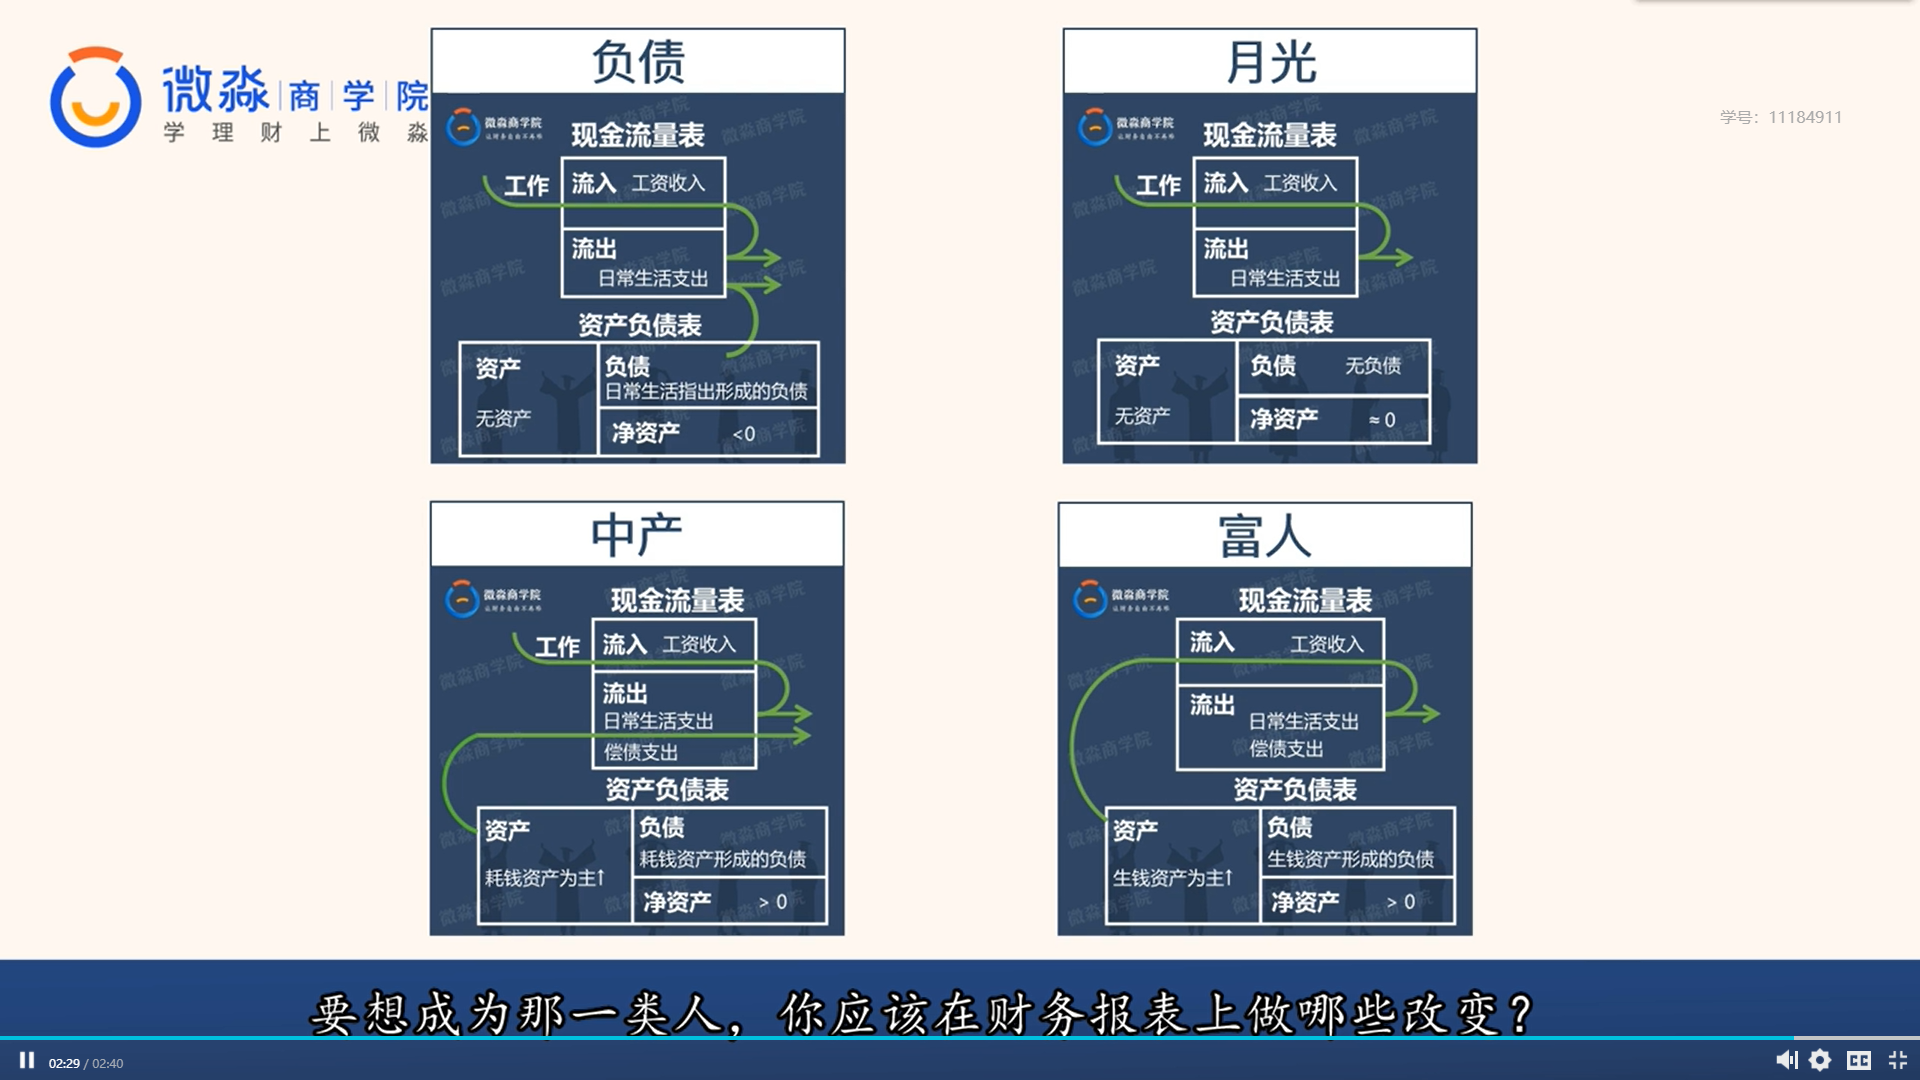 微淼商学院
学理财上微淼
学号：11184911
负债
微淼商学院
现金流量表
工作
流入 工资收入
流出
日常生活支出
资产负债表
资产
无资产
负债
日常生活指出形成的负债
净资产 <0
月光
微淼商学院
现金流量表
工作
流入 工资收入
流出
日常生活支出
资产负债表
资产
无资产
负债 无负债
净资产 ≈ 0
中产
微淼商学院
现金流量表
工作
流入 工资收入
流出
日常生活支出
偿债支出
资产负债表
资产
耗钱资产为主↑
负债
耗钱资产形成的负债
净资产 > 0
富人
微淼商学院
现金流量表
流入 工资收入
流出
日常生活支出
偿债支出
资产负债表
资产
生钱资产为主↑
负债
生钱资产形成的负债
净资产 > 0
要想成为那一类人，你应该在财务报表上做哪些改变？
02:29 / 02:40
CC